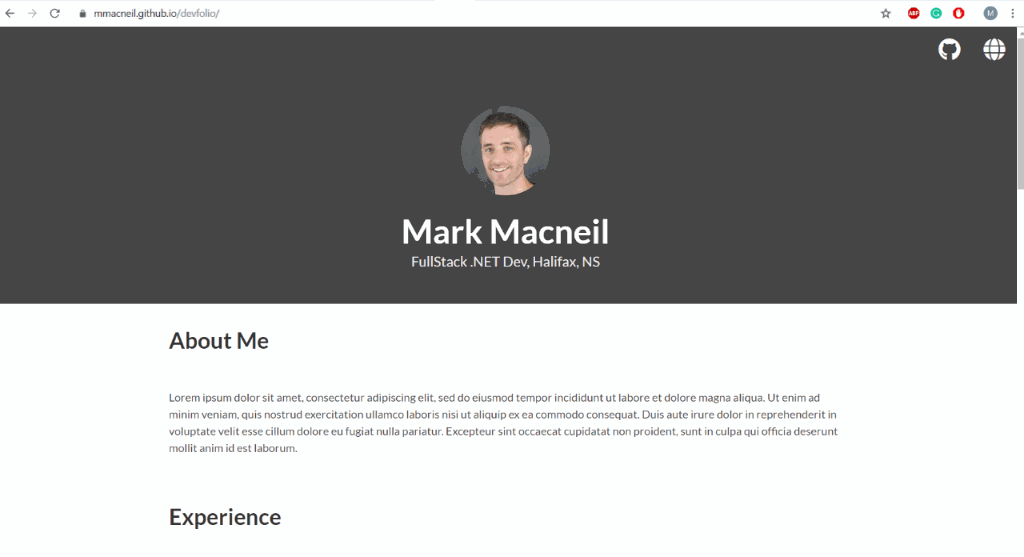 mmacneil.github.io/devfolio/
ABP
M
Mark Macneil
FullStack .NET Dev, Halifax, NS
About Me
Lorem ipsum dolor sit amet, consectetur adipiscing elit, sed do eiusmod tempor incididunt ut labore et dolore magna aliqua. Ut enim ad
minim veniam, quis nostrud exercitation ullamco laboris nisi ut aliquip ex ea commodo consequat. Duis aute irure dolor in reprehenderit in
voluptate velit esse cillum dolore eu fugiat nulla pariatur. Excepteur sint occaecat cupidatat non proident, sunt in culpa qui officia deserunt
mollit anim id est laborum.
Experience